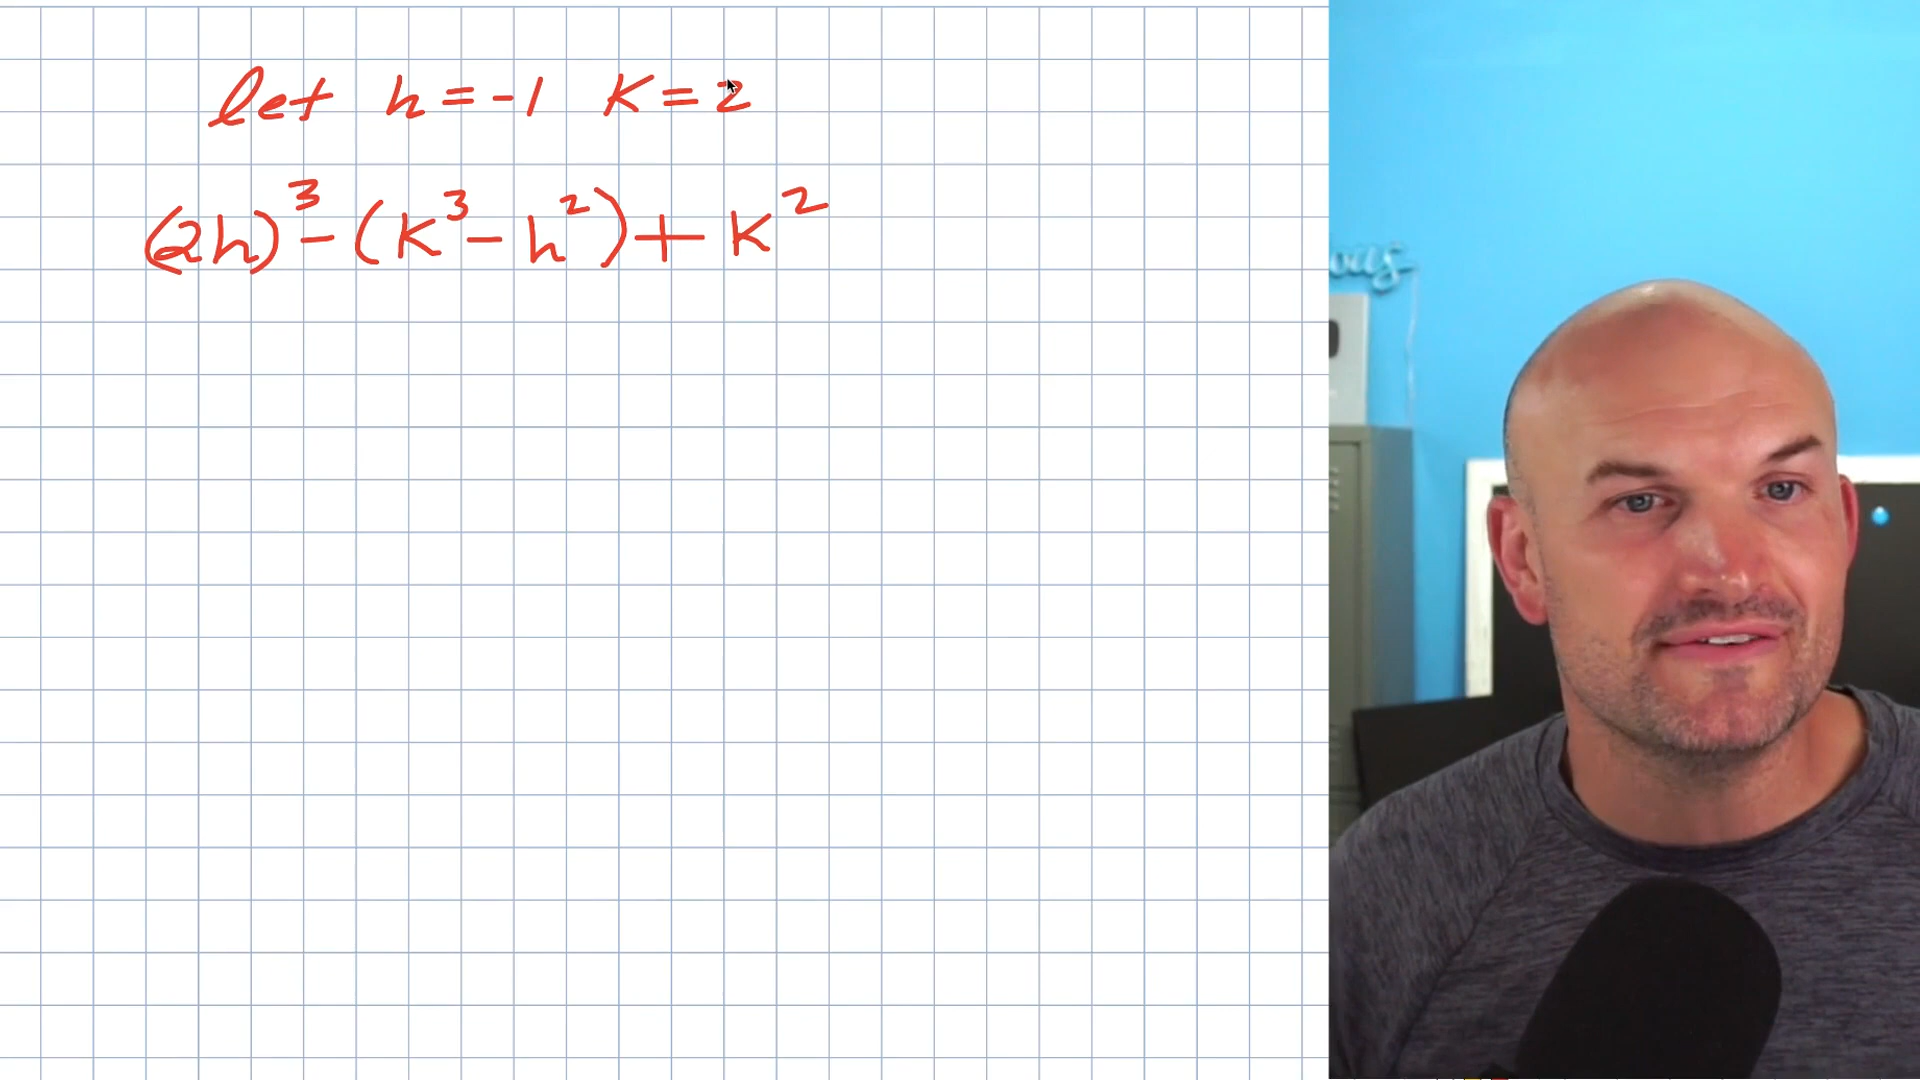 let h = -1 K = 2
(2h)³ - (K³ - h²) + K²